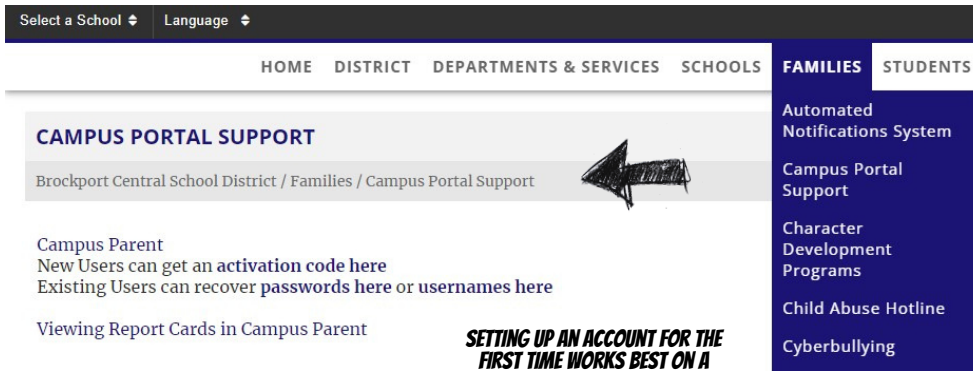 Select a School Language
HOME DISTRICT DEPARTMENTS & SERVICES SCHOOLS FAMILIES STUDENTS
CAMPUS PORTAL SUPPORT
Brockport Central School District / Families / Campus Portal Support
Campus Parent
New Users can get an activation code here
Existing Users can recover passwords here or usernames here
Viewing Report Cards in Campus Parent
SETTING UP AN ACCOUNT FOR THE
FIRST TIME WORKS BEST ON A
Automated
Notifications System
Campus Portal
Support
Character
Development
Programs
Child Abuse Hotline
Cyberbullying